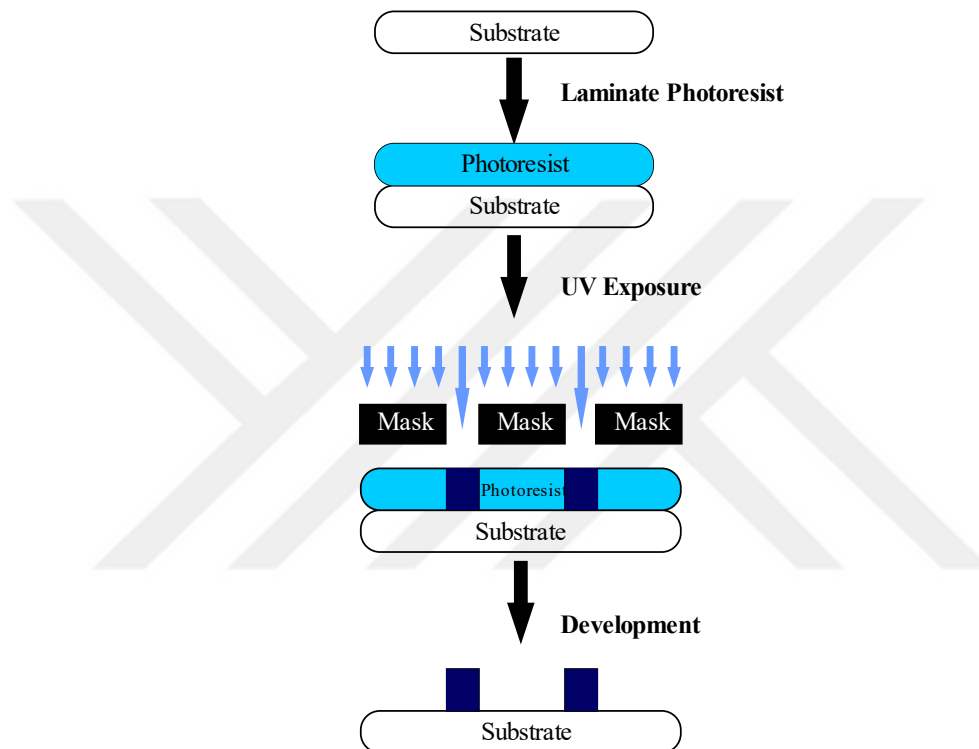 Substrate
Laminate Photoresist
Photoresist
Substrate
UV Exposure
Mask Mask Mask
Photoresist
Substrate
Development
Substrate